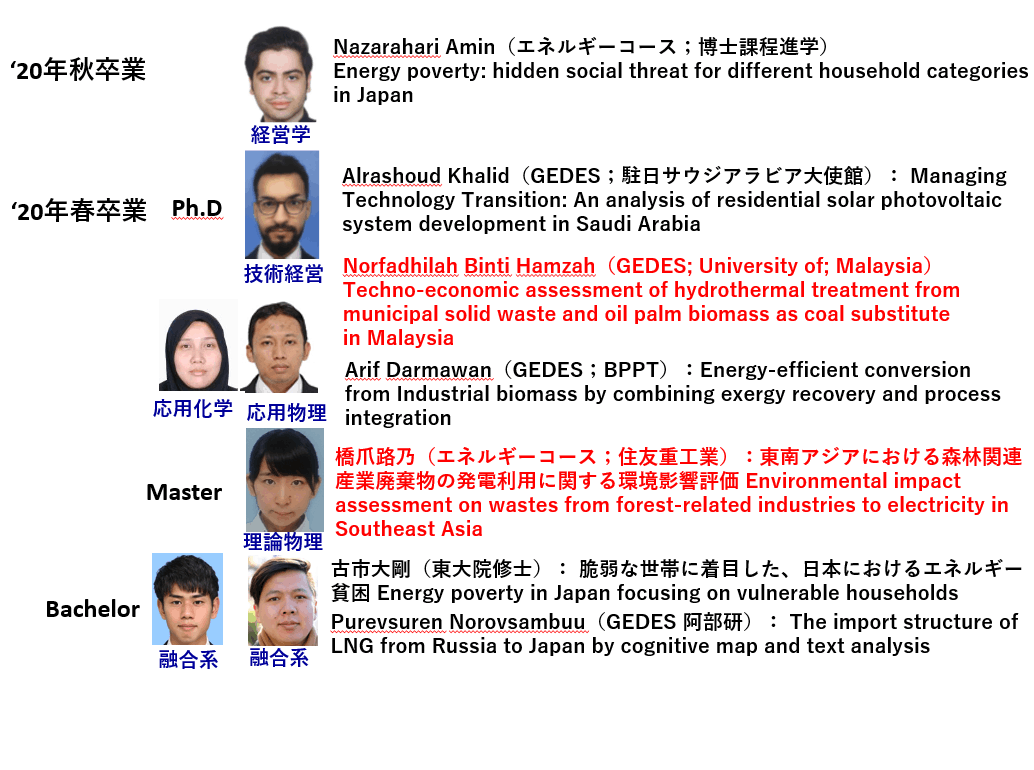 ‘20年秋卒業
Nazarahari Amin（エネルギーコース；博士課程進学）
Energy poverty: hidden social threat for different household categories
in Japan
経営学
‘20年春卒業
Ph.D
Alrashoud Khalid（GEDES；駐日サウジアラビア大使館）： Managing
Technology Transition: An analysis of residential solar photovoltaic
system development in Saudi Arabia
技術経営
Norfadhilah Binti Hamzah（GEDES; University of; Malaysia）
Techno-economic assessment of hydrothermal treatment from
municipal solid waste and oil palm biomass as coal substitute
in Malaysia
応用化学
応用物理
Arif Darmawan（GEDES；BPPT）：Energy-efficient conversion
from Industrial biomass by combining exergy recovery and process
integration
Master
橋爪路乃（エネルギーコース；住友重工業）：東南アジアにおける森林関連
産業廃棄物の発電利用に関する環境影響評価 Environmental impact
assessment on wastes from forest-related industries to electricity in
Southeast Asia
理論物理
Bachelor
古市大剛（東大院修士）： 脆弱な世帯に着目した、日本におけるエネルギー
貧困 Energy poverty in Japan focusing on vulnerable households
Purevsuren Norovsambuu（GEDES 阿部研）： The import structure of
LNG from Russia to Japan by cognitive map and text analysis
融合系
融合系